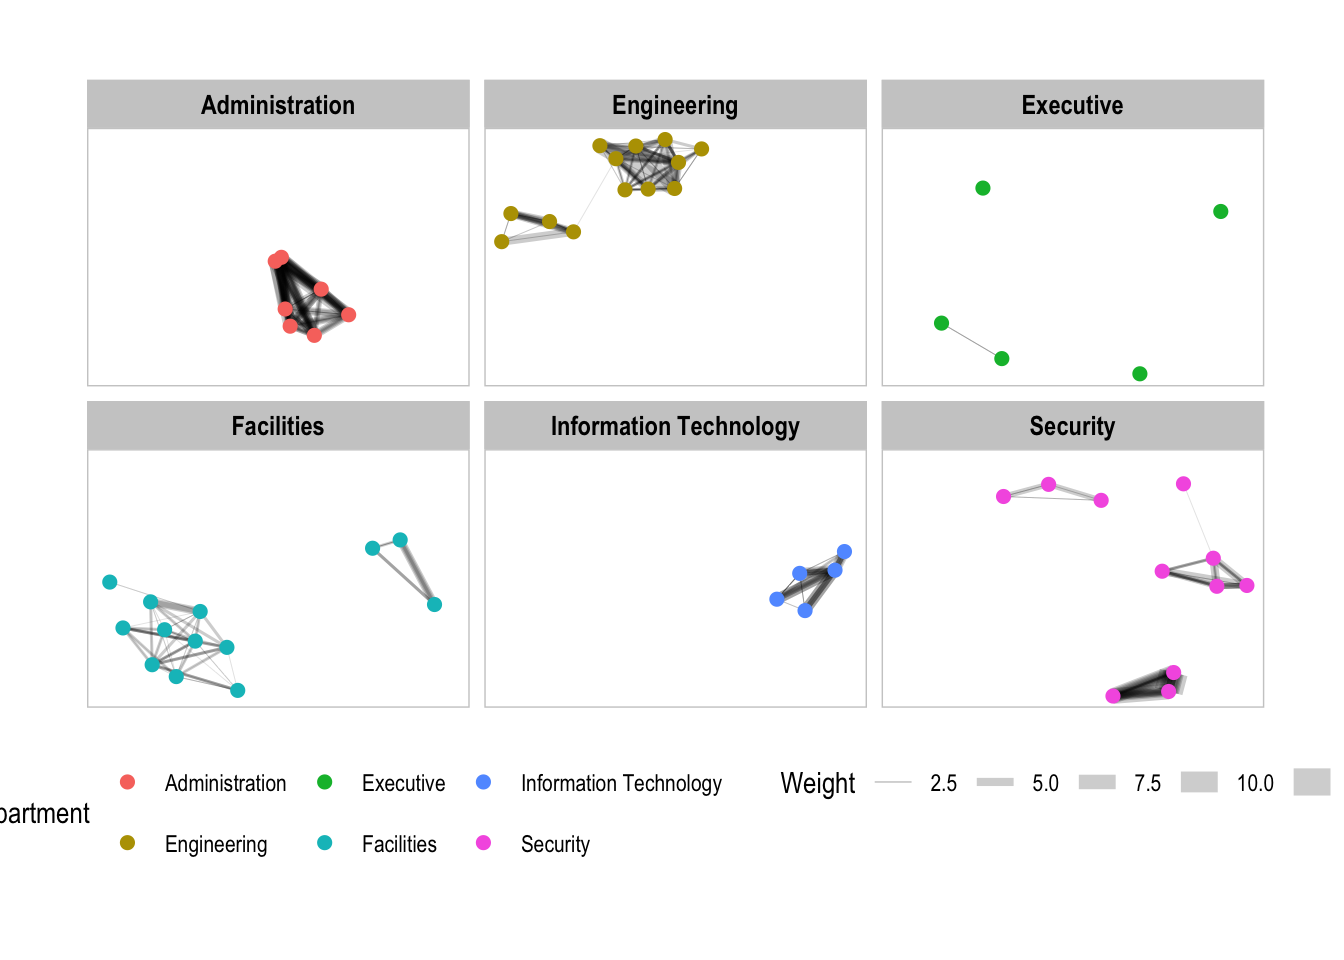 Administration
Engineering
Executive
Facilities
Information Technology
Security
partment
Administration
Executive
Information Technology
Engineering
Facilities
Security
Weight
2.5
5.0
7.5
10.0